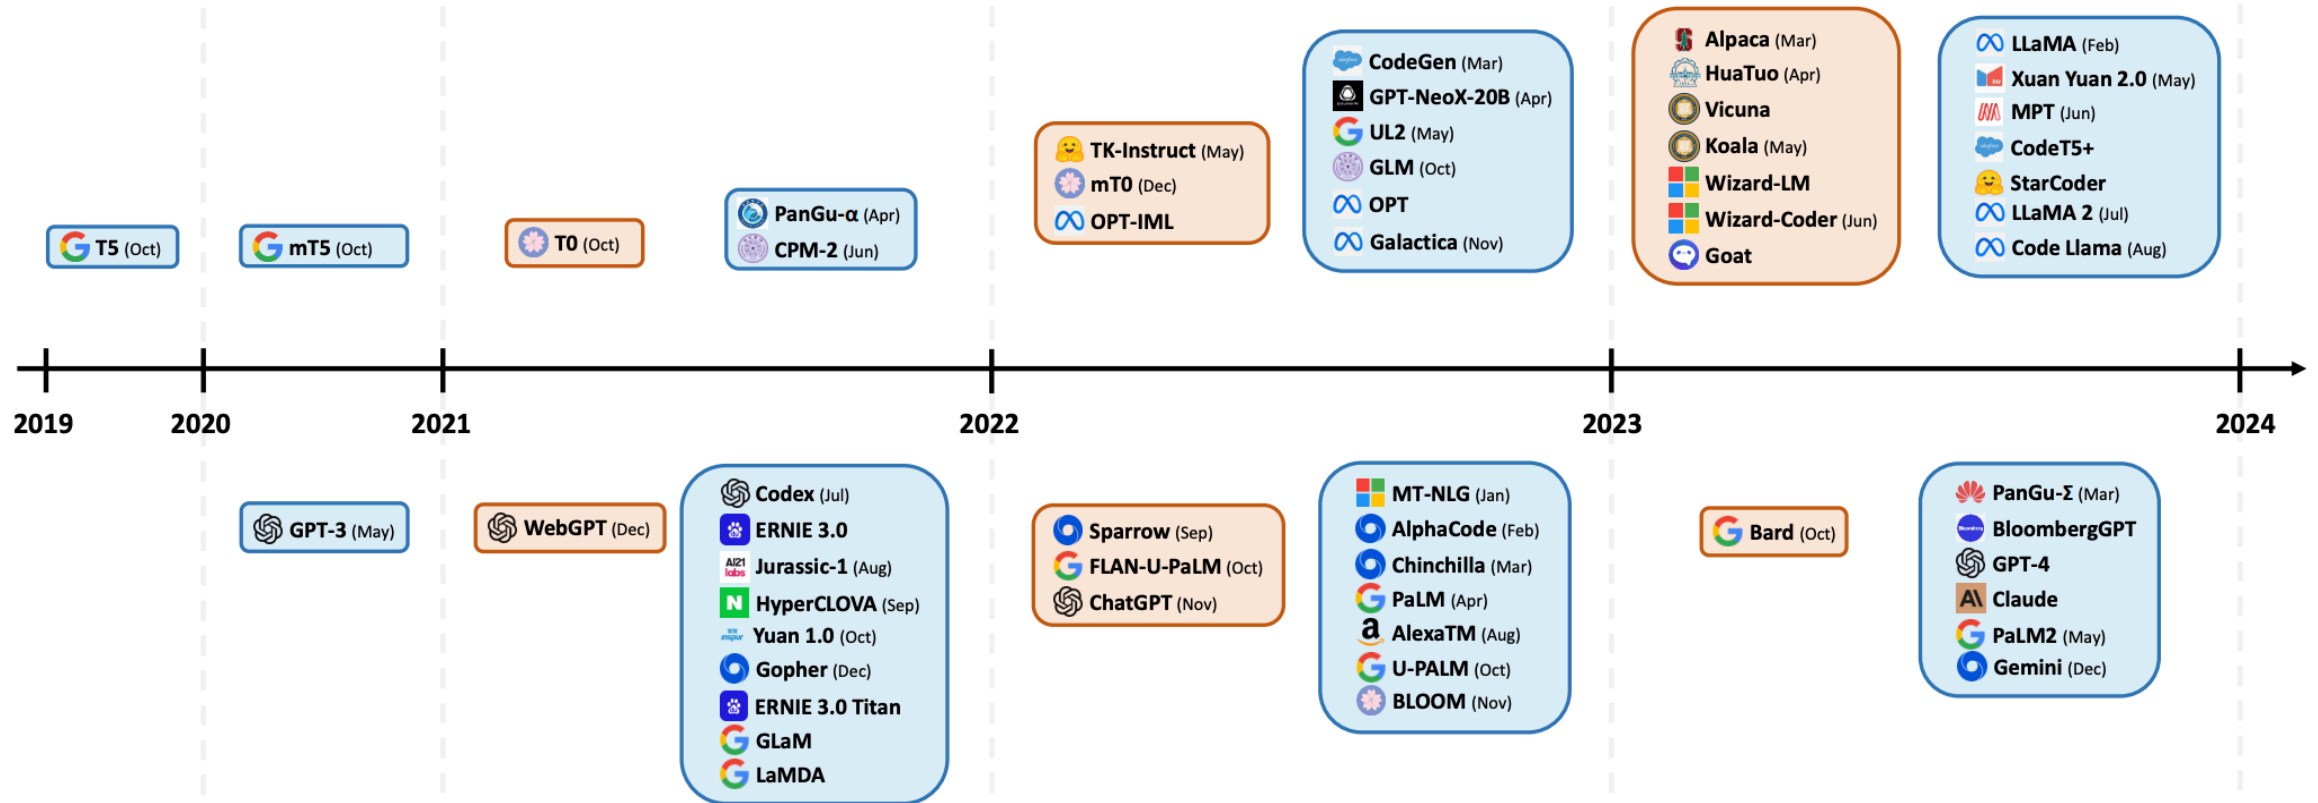 T5 (Oct)
mT5 (Oct)
T0 (Oct)
PanGu-α (Apr)
CPM-2 (Jun)
TK-Instruct (May)
mT0 (Dec)
OPT-IML
CodeGen (Mar)
GPT-NeoX-20B (Apr)
UL2 (May)
GLM (Oct)
OPT
Galactica (Nov)
Alpaca (Mar)
HuaTuo (Apr)
Vicuna
Koala (May)
Wizard-LM
Wizard-Coder (Jun)
Goat
LLaMA (Feb)
Xuan Yuan 2.0 (May)
MPT (Jun)
CodeT5+
StarCoder
LLaMA 2 (Jul)
Code Llama (Aug)
2019
2020
2021
2022
2023
2024
GPT-3 (May)
WebGPT (Dec)
Codex (Jul)
ERNIE 3.0
AI21
labs
Jurassic-1 (Aug)
N HyperCLOVA (Sep)
inspur
Yuan 1.0 (Oct)
Gopher (Dec)
ERNIE 3.0 Titan
GLaM
LaMDA
Sparrow (Sep)
FLAN-U-PaLM (Oct)
ChatGPT (Nov)
MT-NLG (Jan)
AlphaCode (Feb)
Chinchilla (Mar)
PaLM (Apr)
a AlexaTM (Aug)
U-PALM (Oct)
BLOOM (Nov)
Bard (Oct)
PanGu-Σ (Mar)
BloombergGPT
GPT-4
A\ Claude
PaLM2 (May)
Gemini (Dec)